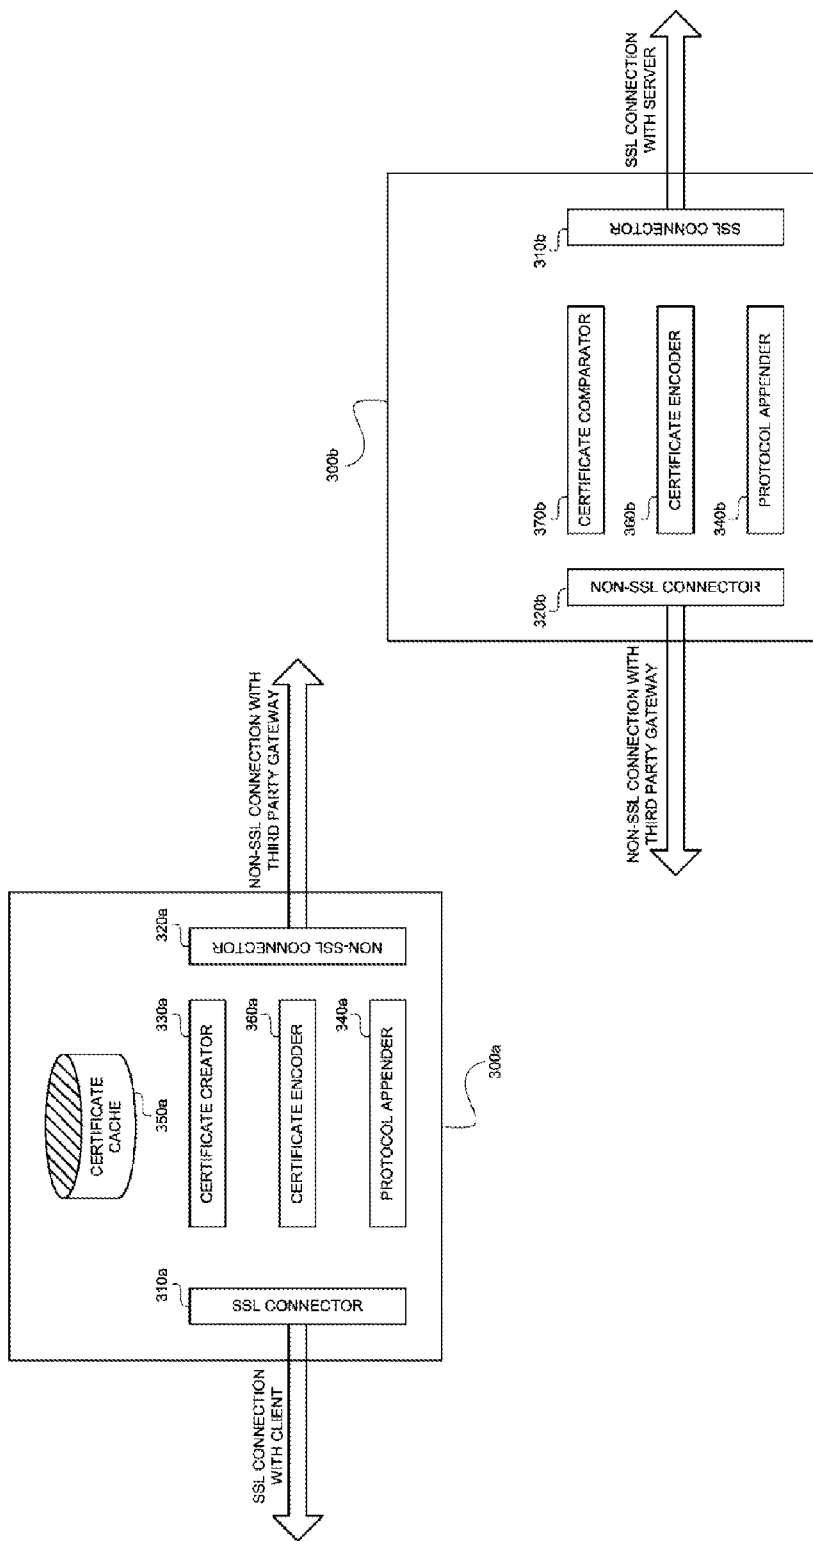 SSL CONNECTION
WITH CLIENT
310a
SSL CONNECTOR
CERTIFICATE
CACHE
350a
330a
CERTIFICATE CREATOR
360a
CERTIFICATE ENCODER
340a
PROTOCOL APPENDER
320a
NON-SSL CONNECTOR
300a
NON-SSL CONNECTION WITH
THIRD PARTY GATEWAY
NON-SSL CONNECTION WITH
THIRD PARTY GATEWAY
300b
320b
NON-SSL CONNECTOR
370b
CERTIFICATE COMPARATOR
360b
CERTIFICATE ENCODER
340b
PROTOCOL APPENDER
310b
SSL CONNECTOR
SSL CONNECTION
WITH SERVER